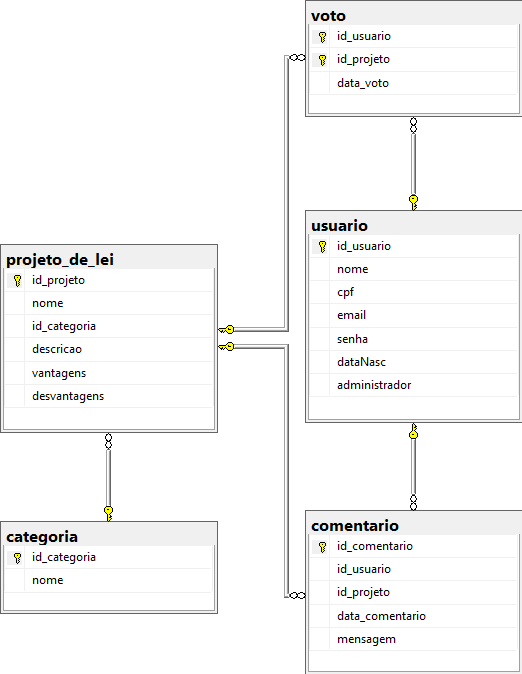 voto
id_usuario
id_projeto
data_voto
usuario
id_usuario
nome
cpf
email
senha
dataNasc
administrador
projeto_de_lei
id_projeto
nome
id_categoria
descricao
vantagens
desvantagens
categoria
id_categoria
nome
comentario
id_comentario
id_usuario
id_projeto
data_comentario
mensagem